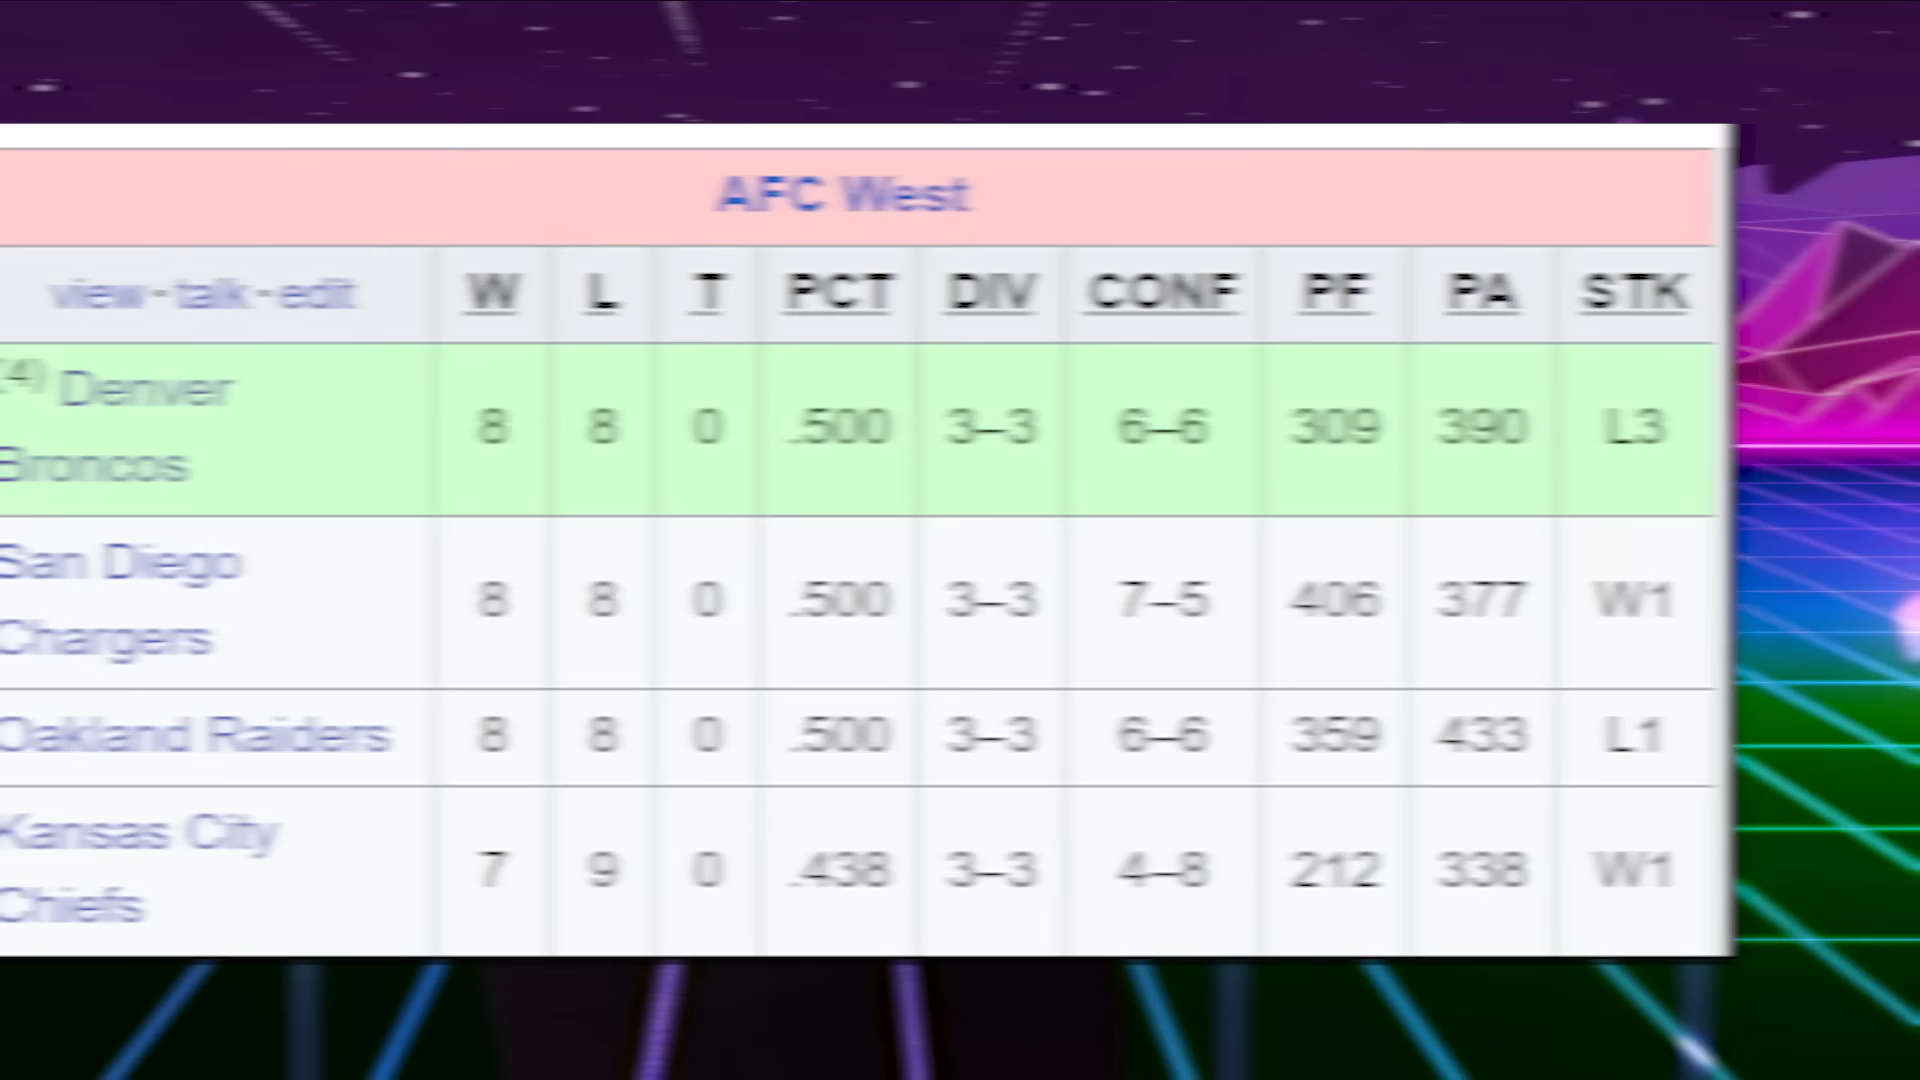 AFC West
view · talk · edit W L T PCT DIV CONF PF PA STK
(4) Denver
Broncos 8 8 0 .500 3–3 6–6 309 390 L3
San Diego
Chargers 8 8 0 .500 3–3 7–5 406 377 W1
Oakland Raiders 8 8 0 .500 3–3 6–6 359 433 L1
Kansas City
Chiefs 7 9 0 .438 3–3 4–8 212 338 W1